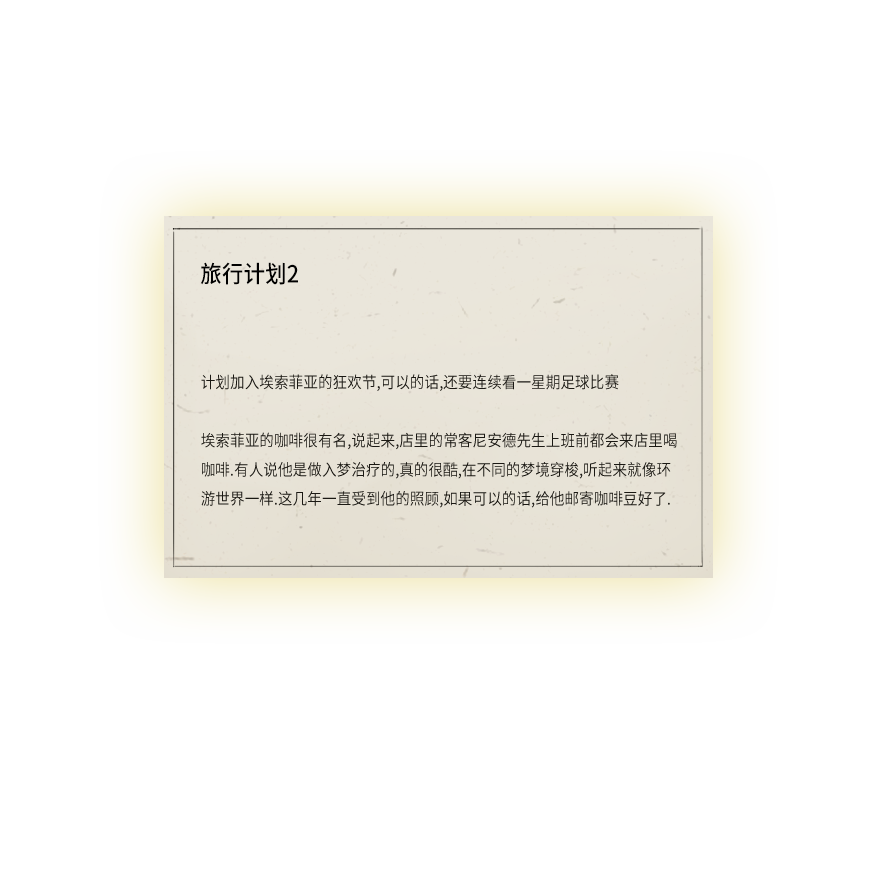 旅行计划2
计划加入埃索菲亚的狂欢节,可以的话,还要连续看一星期足球比赛
埃索菲亚的咖啡很有名,说起来,店里的常客尼安德先生上班前都会来店里喝
咖啡.有人说他是做入梦治疗的,真的很酷,在不同的梦境穿梭,听起来就像环
游世界一样.这几年一直受到他的照顾,如果可以的话,给他邮寄咖啡豆好了.